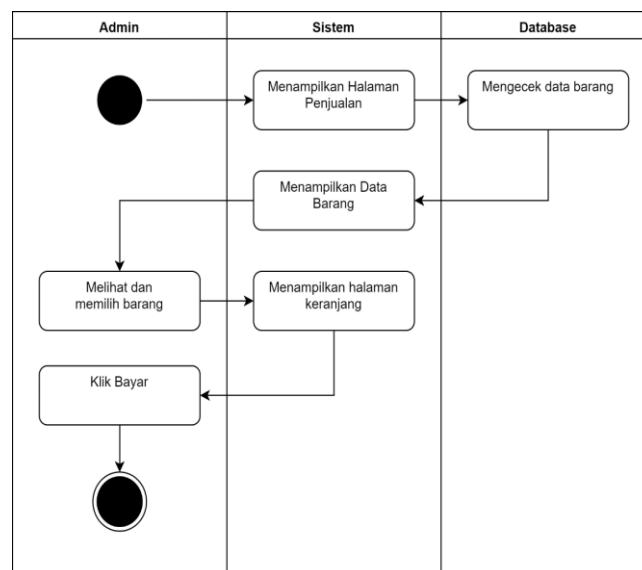 Admin
Sistem
Database
Menampilkan Halaman
Penjualan
Mengecek data barang
Menampilkan Data
Barang
Melihat dan
memilih barang
Menampilkan halaman
keranjang
Klik Bayar